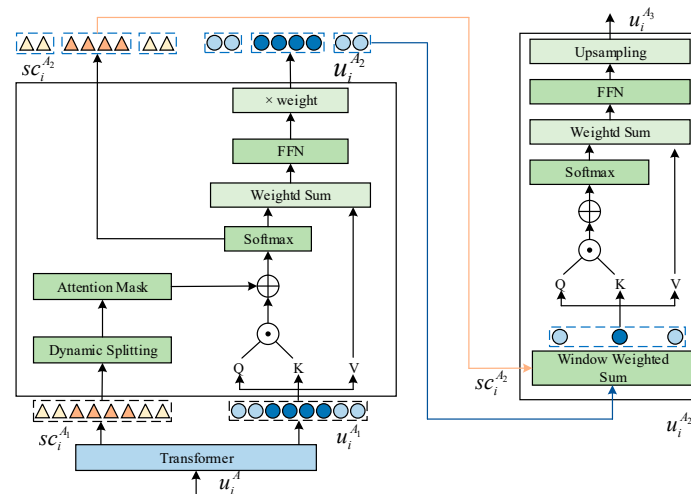 u_i^{A_3}
Upsampling
FFN
Weightd Sum
Softmax
Q K V
Window Weighted
Sum
u_i^{A_2}
sc_i^{A_2} u_i^{A_2}
× weight
FFN
Weightd Sum
Softmax
Attention Mask
Dynamic Splitting
Q K V
sc_i^{A_2}
sc_i^{A_1} u_i^{A_1}
Transformer
u_i^A